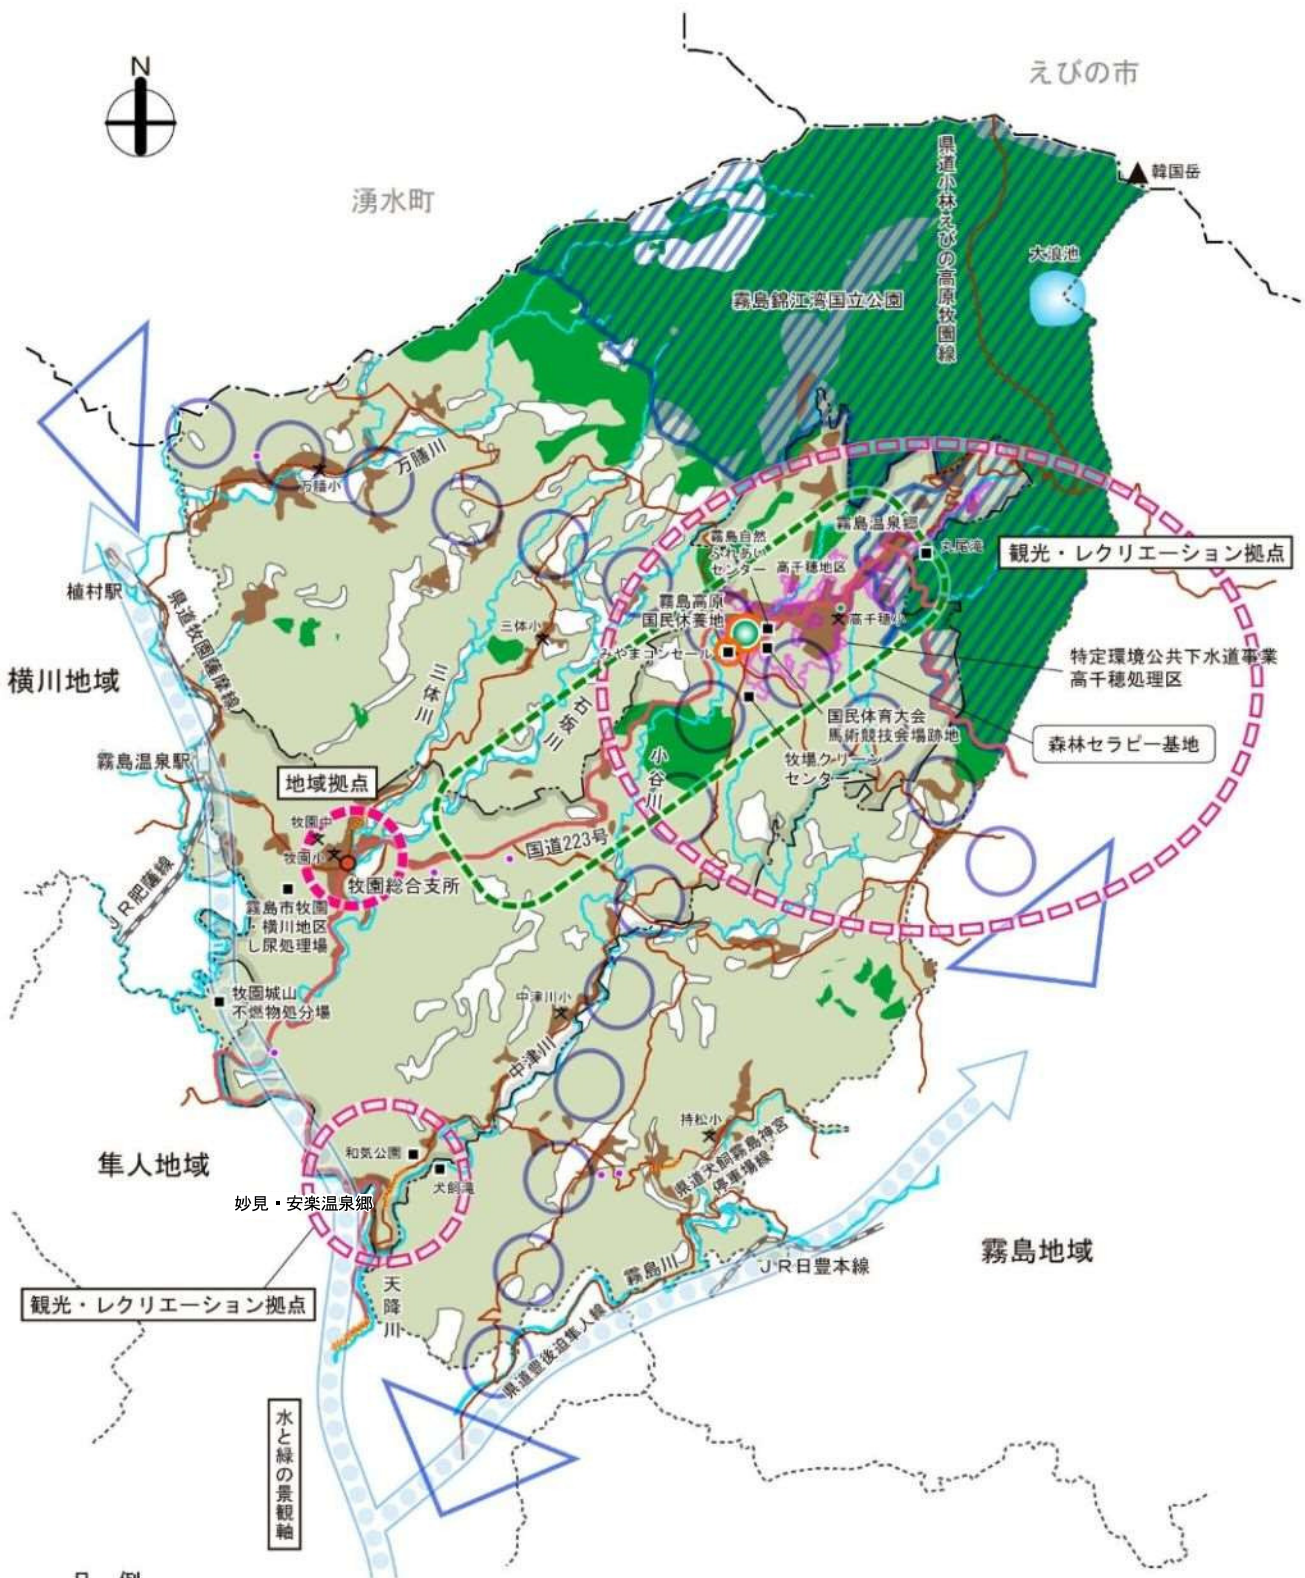 N
えびの市
湧水町
韓国岳
県道小林えびの高原牧園線
大浪池
霧島錦江湾国立公園
万膳川
万膳小
霧島温泉郷
丸尾滝
霧島自然
ふれあい
センター
高千穂地区
観光・レクリエーション拠点
植村駅
県道牧園薩摩線
霧島高原
国民休養地
高千穂小
三体小
みやまコンセール
特定環境公共下水道事業
高千穂処理区
横川地域
三体川
石坂川
国民体育大会
馬術競技会場跡地
森林セラピー基地
霧島温泉駅
小谷川
牧場クリーン
センター
地域拠点
牧園中
牧園小
国道223号
牧園総合支所
JR肥薩線
霧島市牧園
・横川地区
し尿処理場
牧園城山
不燃物処分場
中津川小
中津川
持松小
和気公園
県道犬飼霧島神宮
停車場線
隼人地域
犬飼滝
妙見・安楽温泉郷
霧島地域
霧島川
JR日豊本線
天降川
観光・レクリエーション拠点
県道豊後迫隼人線
水と緑の景観軸
凡 例